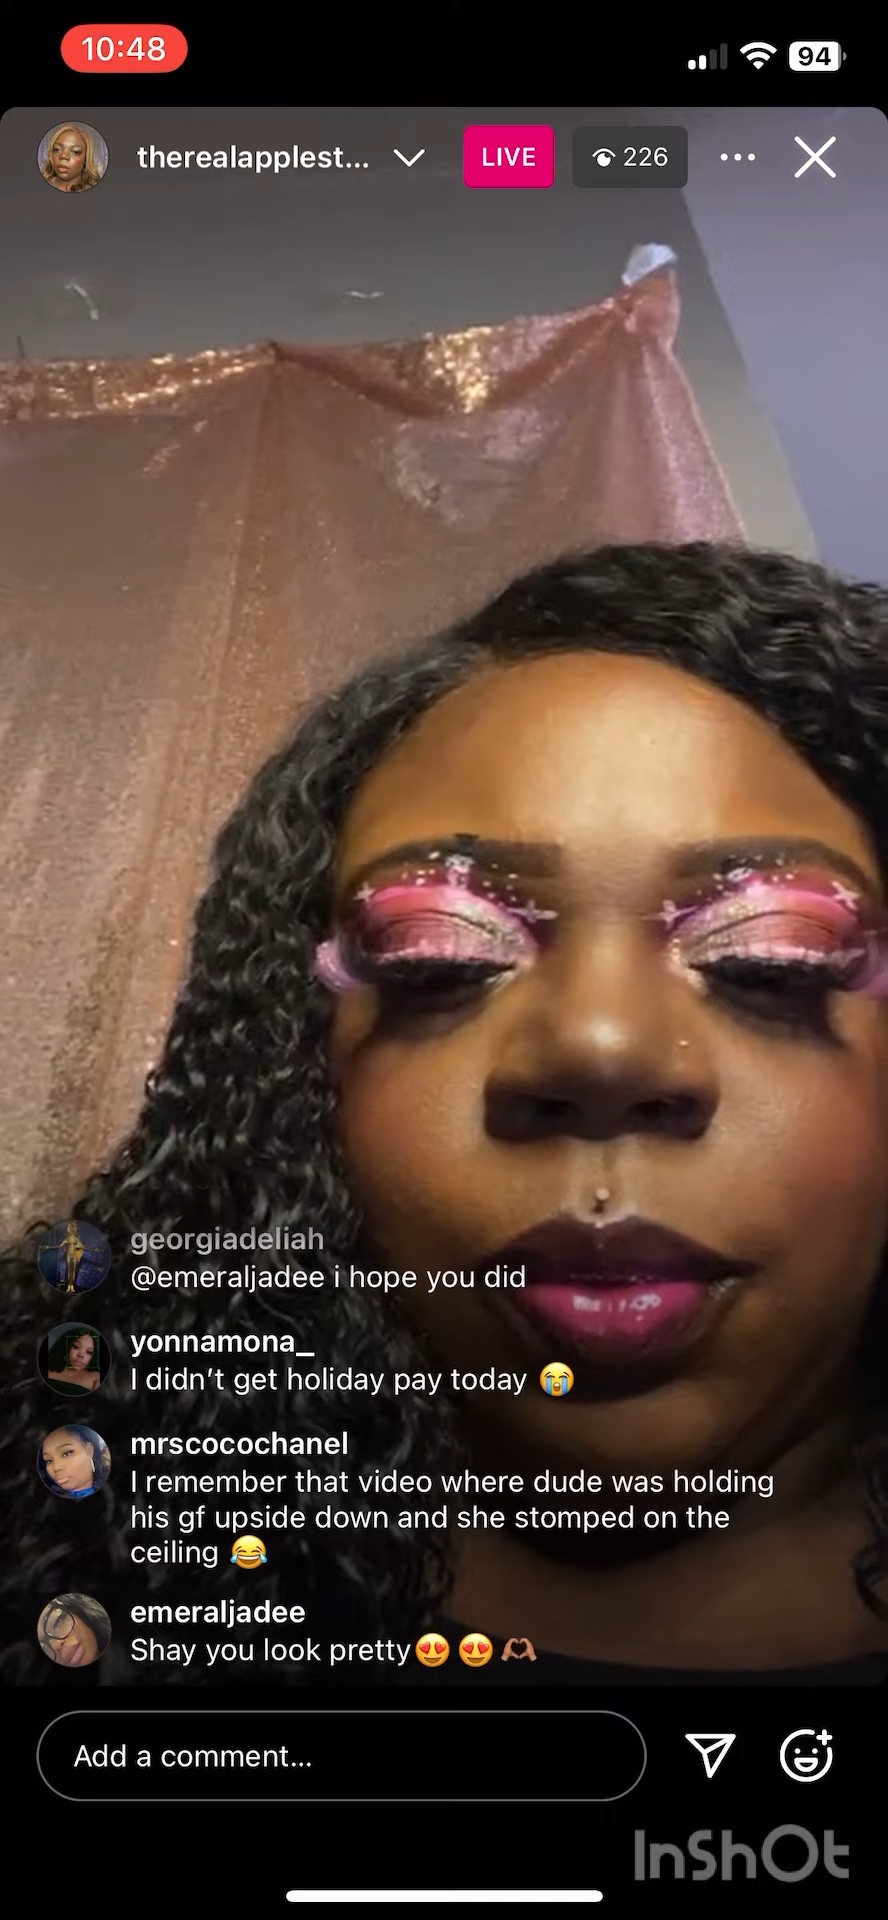 10:48
94
therealapplest...
LIVE
226
georgiadeliah
@emeraljadee i hope you did
yonnamona_
I didn't get holiday pay today 😭
mrscocochanel
I remember that video where dude was holding
his gf upside down and she stomped on the
ceiling 😂
emeraljadee
Shay you look pretty😍😍🫶🏾
Add a comment...
InShOt